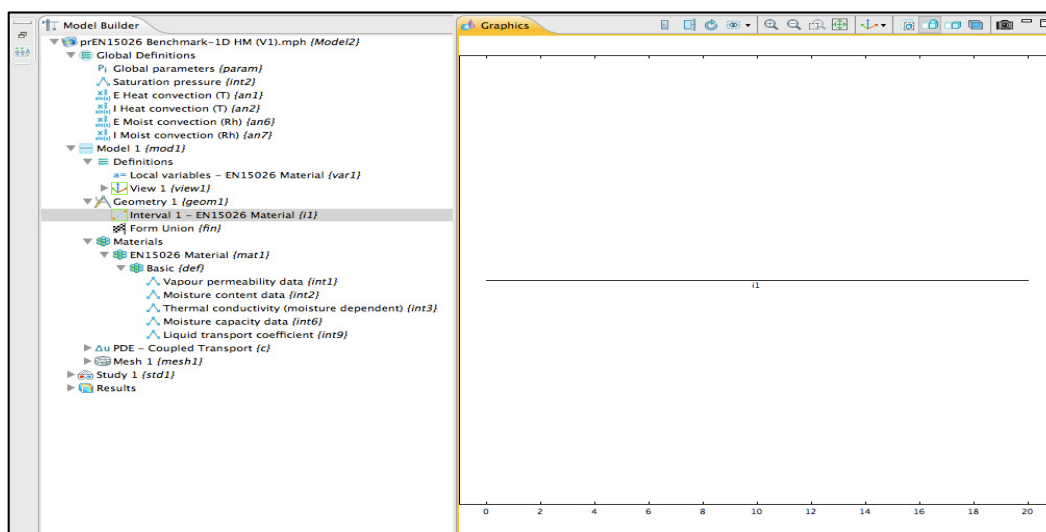 Model Builder
prEN15026 Benchmark-1D HM (V1).mph {Model2}
Global Definitions
Pi Global parameters {param}
Saturation pressure {int2}
E Heat convection (T) {an1}
I Heat convection (T) {an2}
E Moist convection (Rh) {an6}
I Moist convection (Rh) {an7}
Model 1 {mod1}
Definitions
a= Local variables - EN15026 Material {var1}
View 1 {view1}
Geometry 1 {geom1}
Interval 1 - EN15026 Material {i1}
Form Union {fin}
Materials
EN15026 Material {mat1}
Basic {def}
Vapour permeability data {int1}
Moisture content data {int2}
Thermal conductivity (moisture dependent) {int3}
Moisture capacity data {int6}
Liquid transport coefficient {int9}
Δu PDE - Coupled Transport {c}
Mesh 1 {mesh1}
Study 1 {std1}
Results
Graphics
i1
0 2 4 6 8 10 12 14 16 18 20